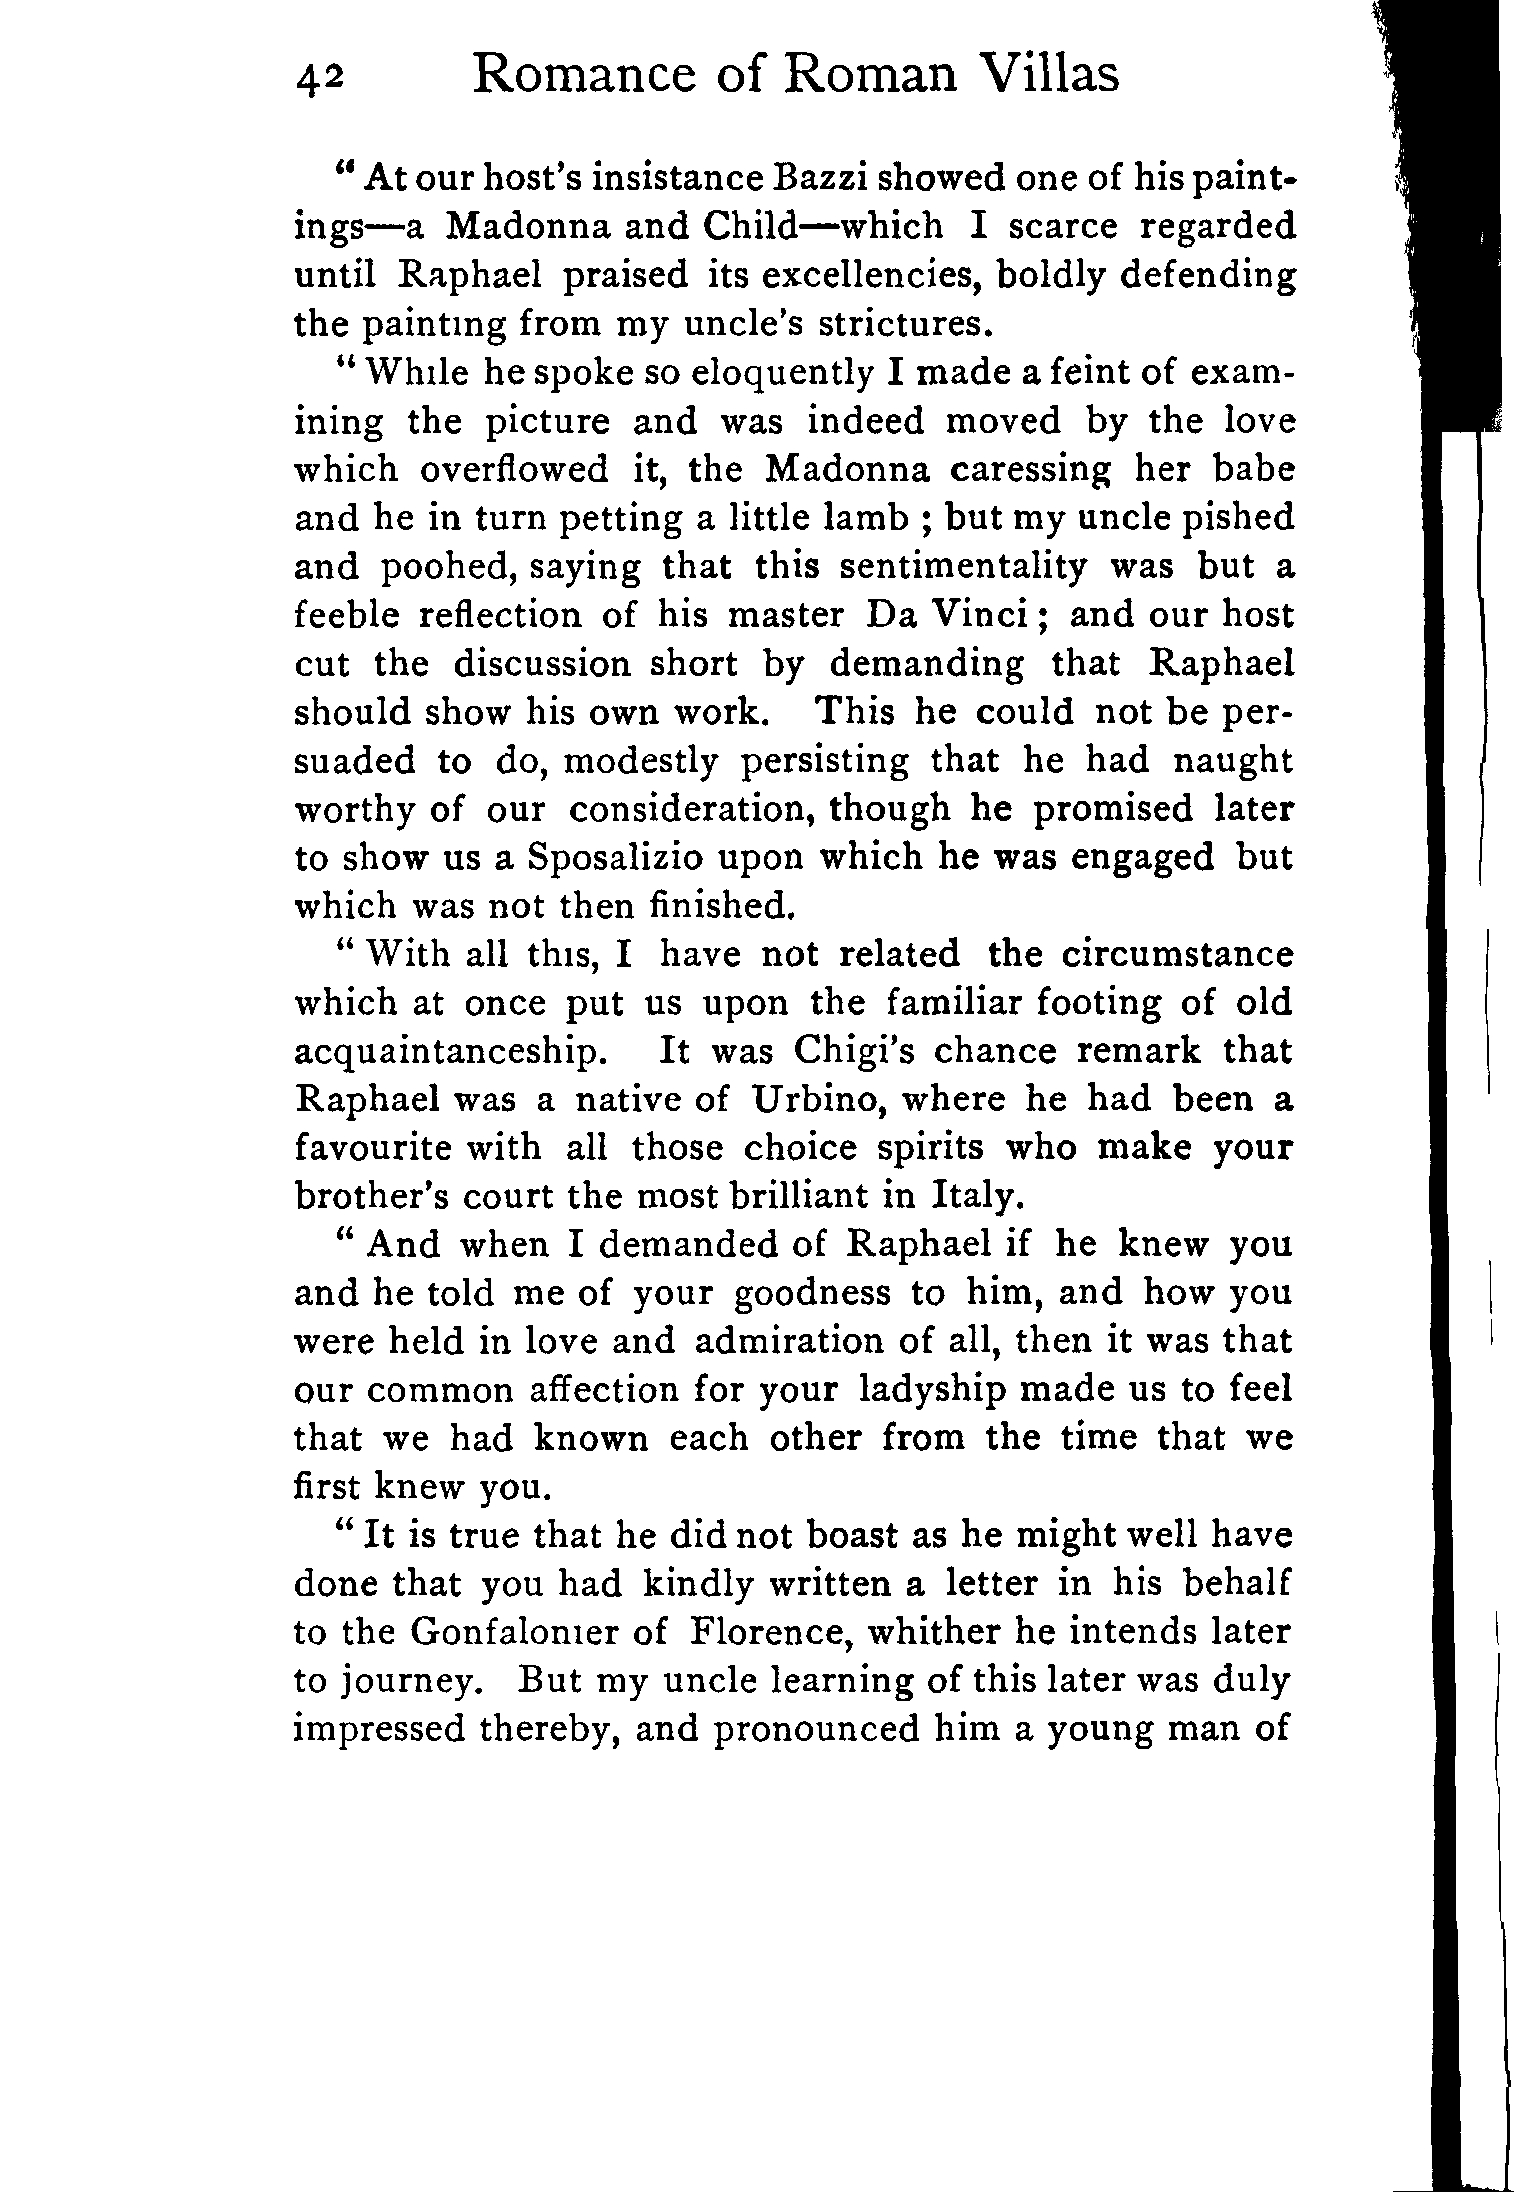 42 Romance of Roman Villas
“ At our host's insistance Bazzi showed one of his paint-
ings—a Madonna and Child—which I scarce regarded
until Raphael praised its excellencies, boldly defending
the painting from my uncle's strictures.
“ While he spoke so eloquently I made a feint of exam-
ining the picture and was indeed moved by the love
which overflowed it, the Madonna caressing her babe
and he in turn petting a little lamb ; but my uncle pished
and poohed, saying that this sentimentality was but a
feeble reflection of his master Da Vinci ; and our host
cut the discussion short by demanding that Raphael
should show his own work. This he could not be per-
suaded to do, modestly persisting that he had naught
worthy of our consideration, though he promised later
to show us a Sposalizio upon which he was engaged but
which was not then finished.
“ With all this, I have not related the circumstance
which at once put us upon the familiar footing of old
acquaintanceship. It was Chigi's chance remark that
Raphael was a native of Urbino, where he had been a
favourite with all those choice spirits who make your
brother's court the most brilliant in Italy.
“ And when I demanded of Raphael if he knew you
and he told me of your goodness to him, and how you
were held in love and admiration of all, then it was that
our common affection for your ladyship made us to feel
that we had known each other from the time that we
first knew you.
“ It is true that he did not boast as he might well have
done that you had kindly written a letter in his behalf
to the Gonfalonier of Florence, whither he intends later
to journey. But my uncle learning of this later was duly
impressed thereby, and pronounced him a young man of